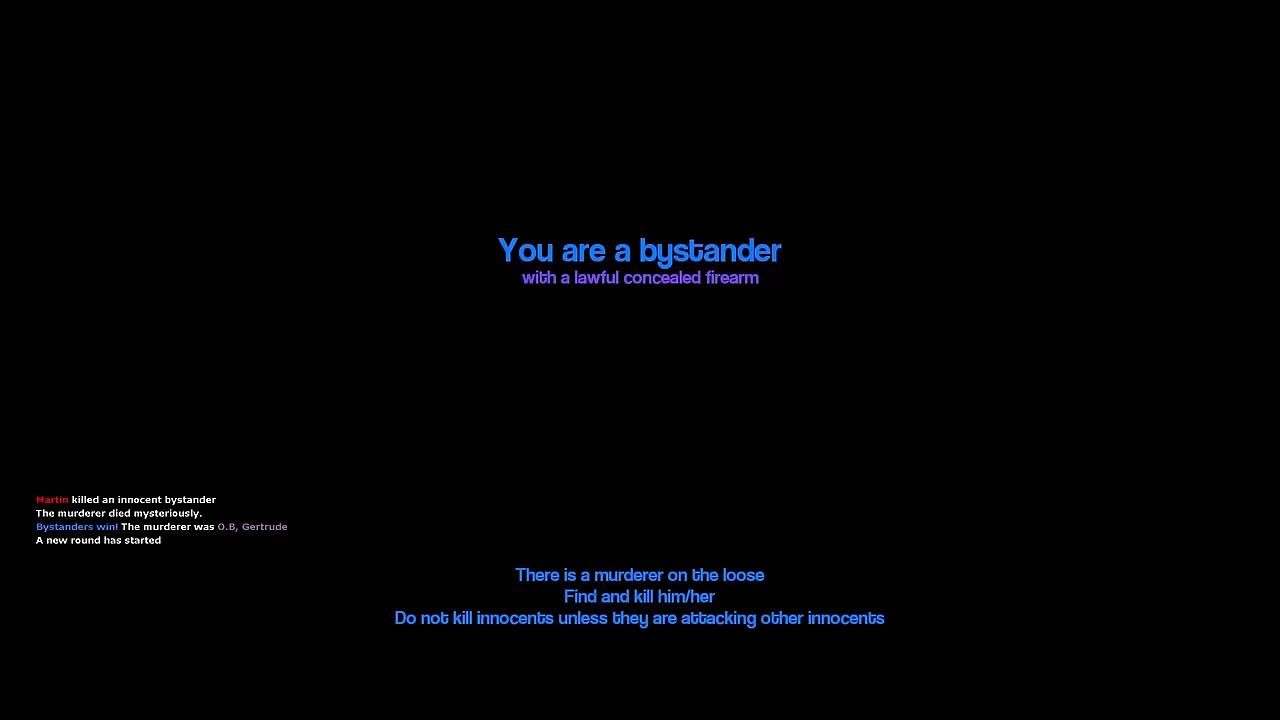 You are a bystander
with a lawful concealed firearm
Martin killed an innocent bystander
The murderer died mysteriously.
Bystanders win! The murderer was O.B, Gertrude
A new round has started
There is a murderer on the loose
Find and kill him/her
Do not kill innocents unless they are attacking other innocents